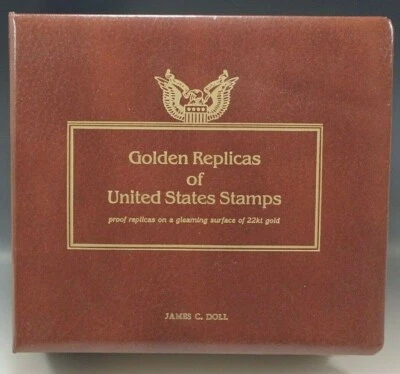 Golden Replicas
of
United States Stamps
proof replicas on a gleaming surface of 22kt gold
JAMES C. DOLL